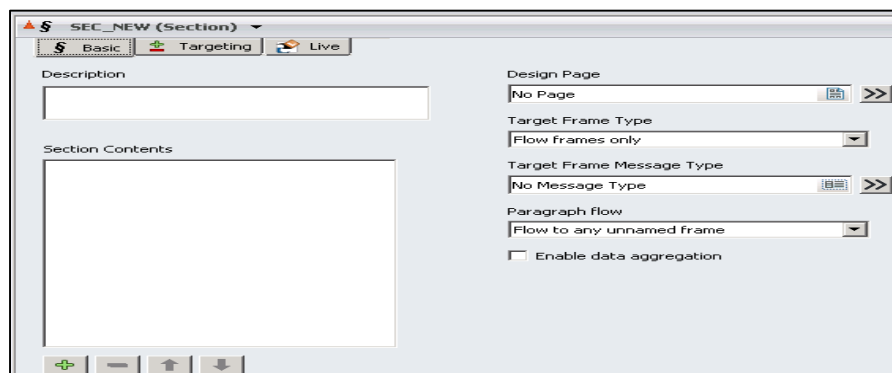 § SEC_NEW (Section)
§ Basic Targeting Live
Description
Section Contents
Design Page
No Page >>
Target Frame Type
Flow frames only
Target Frame Message Type
No Message Type >>
Paragraph flow
Flow to any unnamed frame
Enable data aggregation